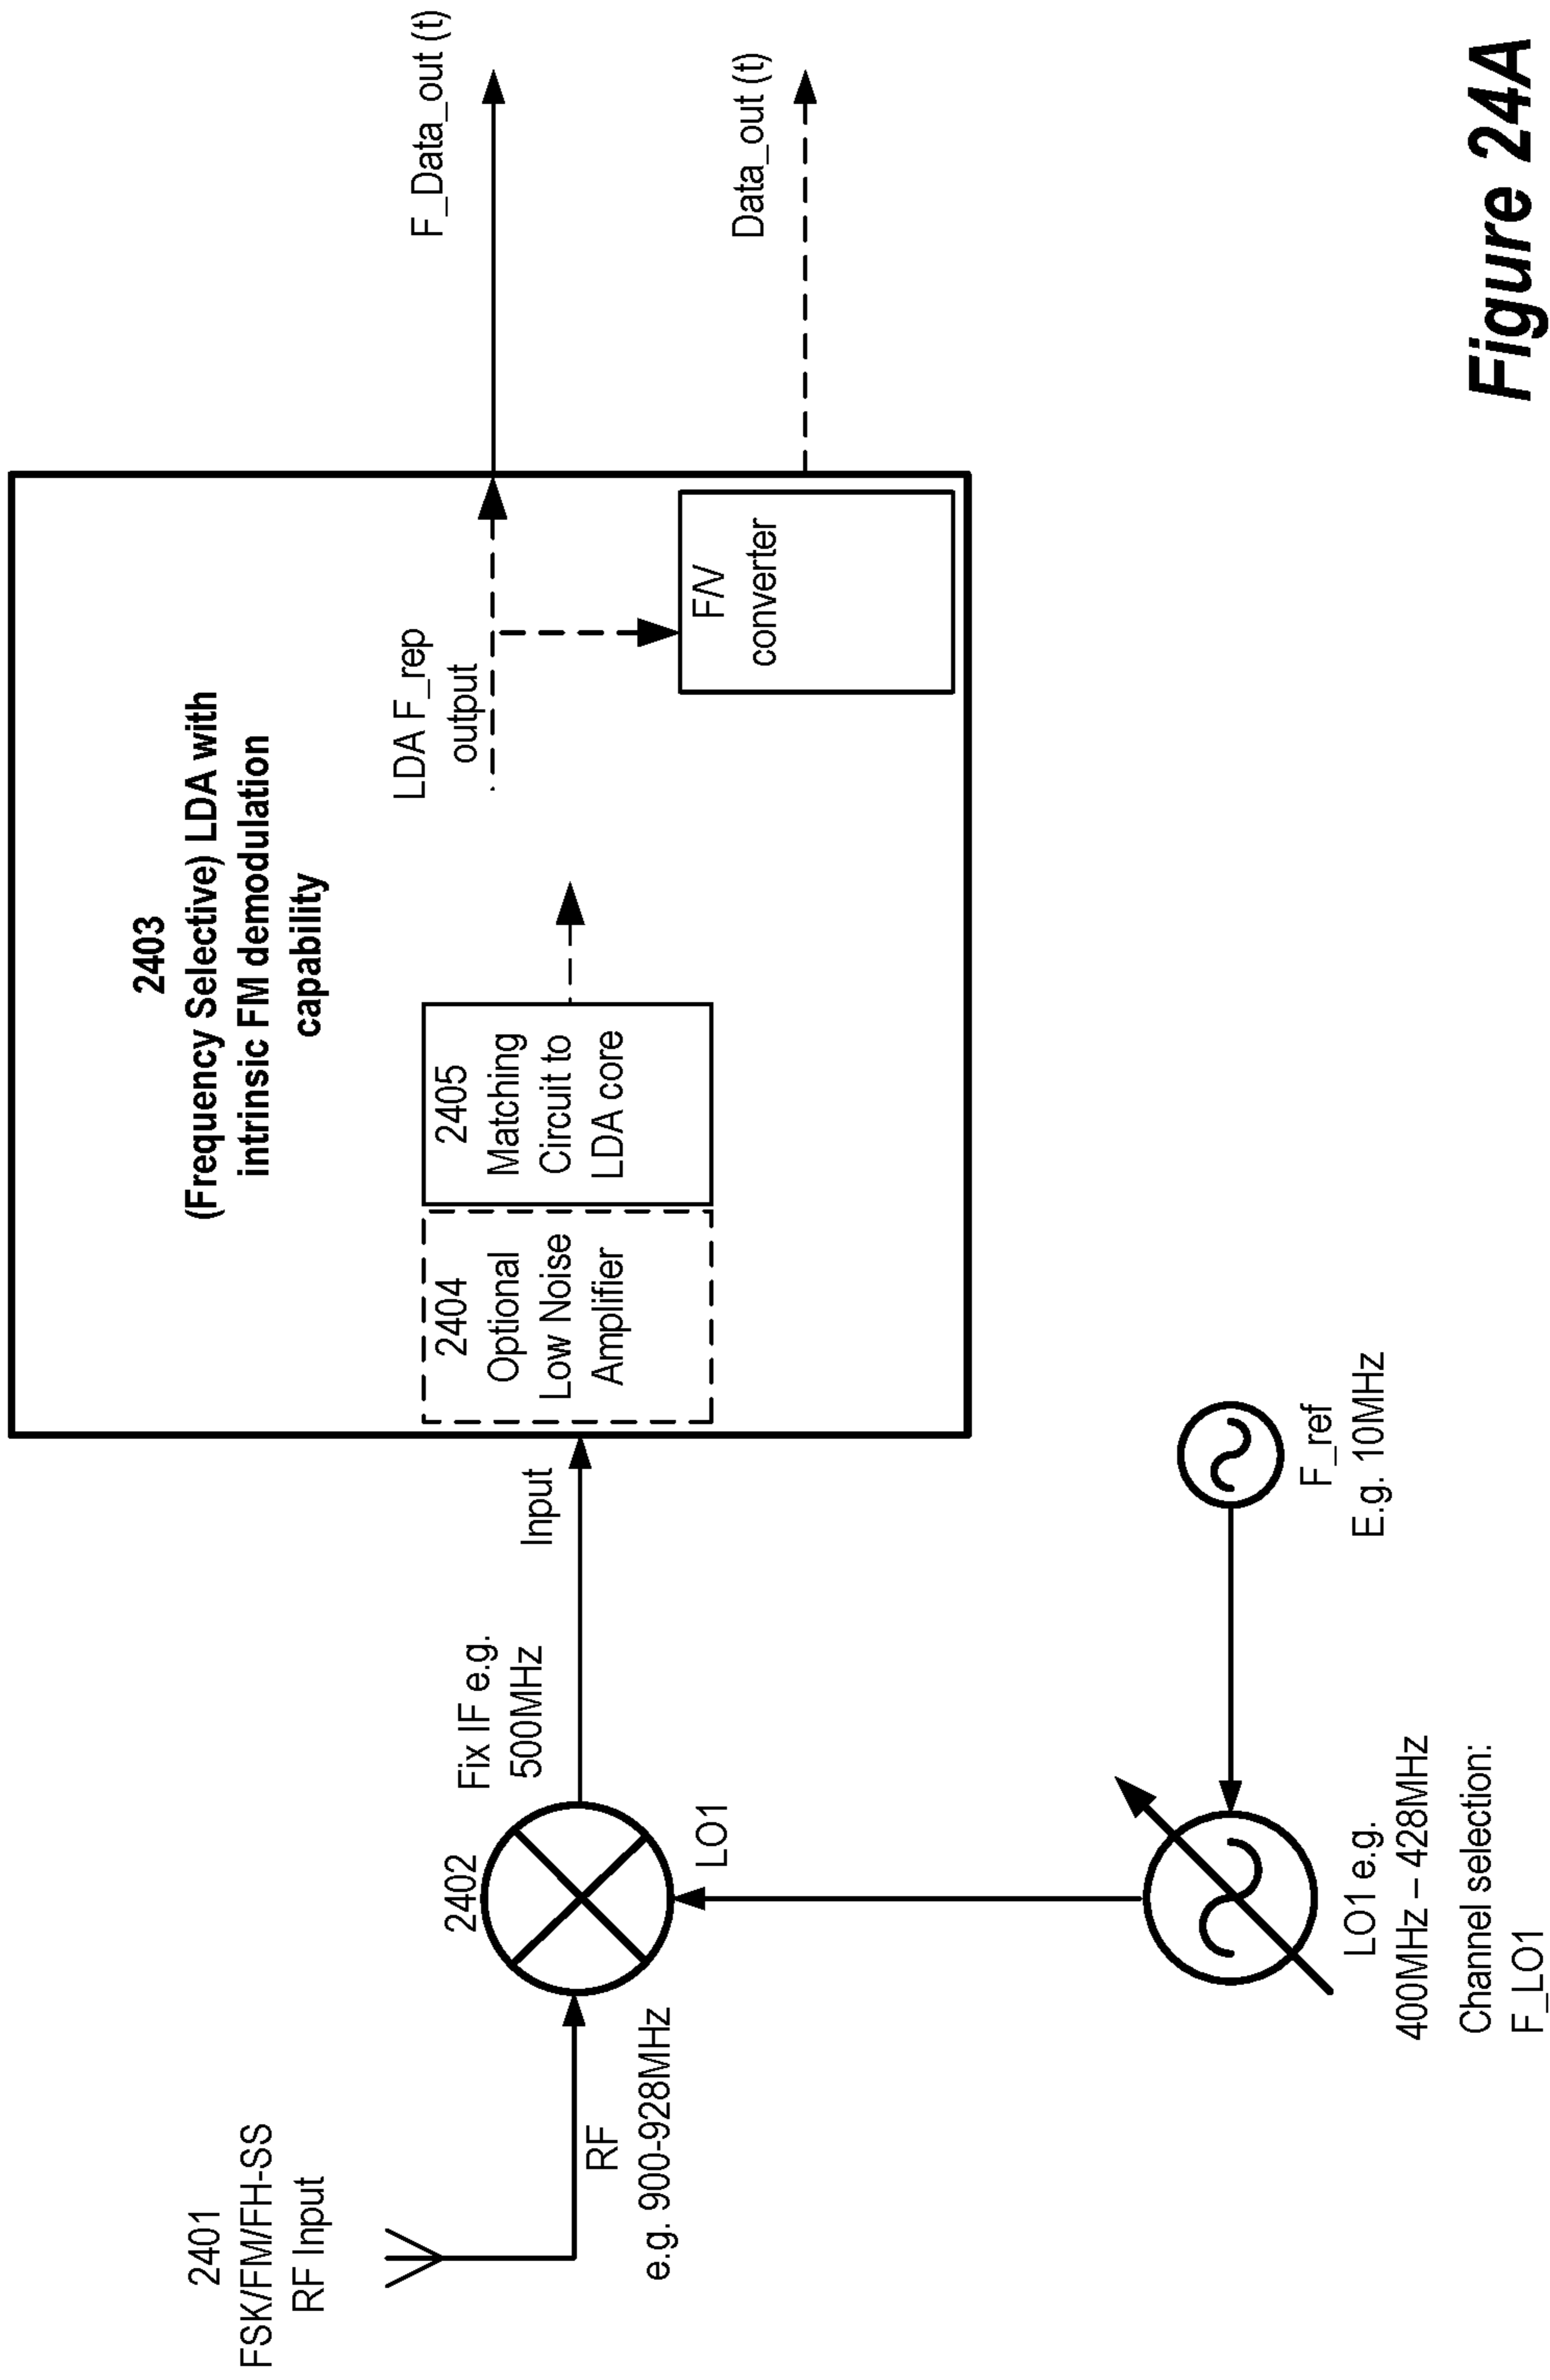 2401
FSK/FM/FH-SS
RF Input
RF
e.g. 900-928MHz
2402
LO1
Fix IF e.g.
500MHz
Input
LO1 e.g.
400MHz – 428MHz
Channel selection:
F_LO1
F_ref
E.g. 10MHz
2403
(Frequency Selective) LDA with
intrinsic FM demodulation
capability
2404
Optional
Low Noise
Amplifier
2405
Matching
Circuit to
LDA core
LDA F_rep
output
F/V
converter
F_Data_out (t)
Data_out (t)
Figure 24A